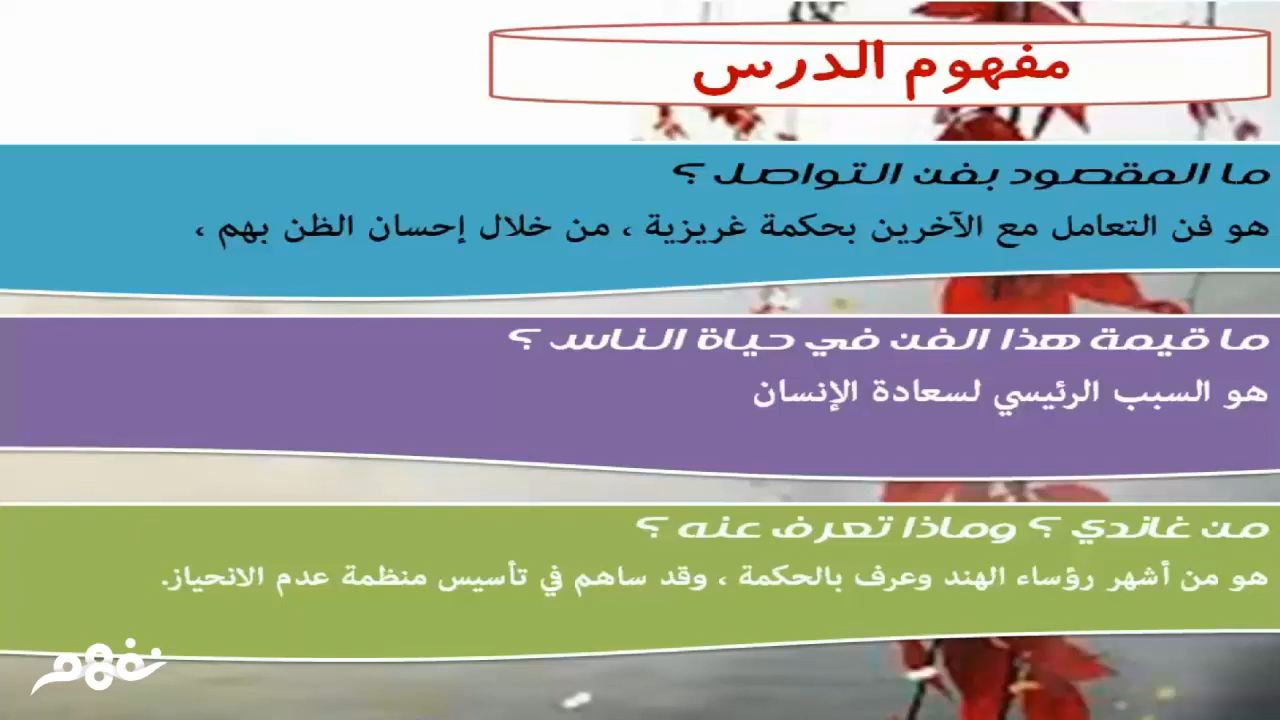 مفهوم الدرس
ما المقصود بفن التواصل ؟
هو فن التعامل مع الآخرين بحكمة غريزية ، من خلال إحسان الظن بهم ،
ما قيمة هذا الفن في حياة الناس ؟
هو السبب الرئيسي لسعادة الإنسان
من غاندي ؟ وماذا تعرف عنه ؟
هو من أشهر رؤساء الهند وعرف بالحكمة ، وقد ساهم في تأسيس منظمة عدم الانحياز.
نفهم